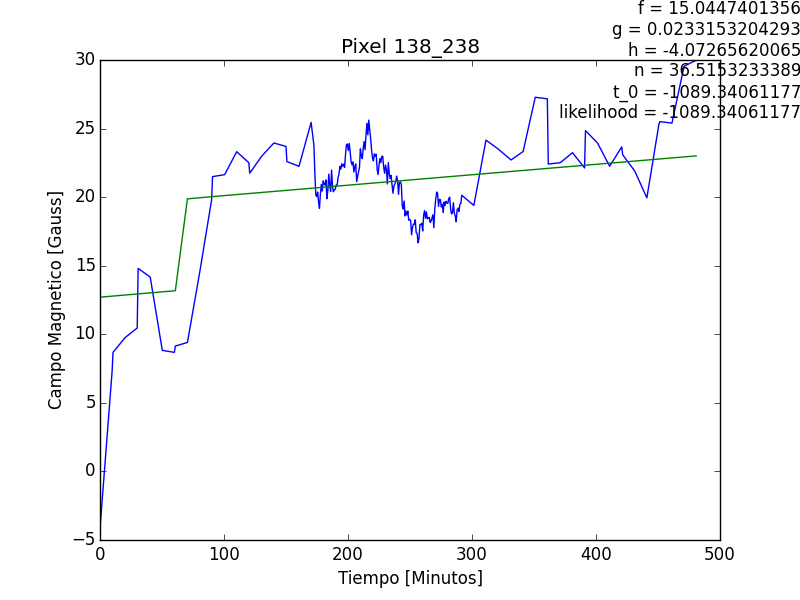 f = 15.0447401356
g = 0.0233153204293
Pixel 138_238
h = -4.07265620065
n = 36.5153233389
t_0 = -1089.34061177
likelihood = -1089.34061177
30
25
20
15
10
5
0
−5
Campo Magnetico [Gauss]
0 100 200 300 400 500
Tiempo [Minutos]